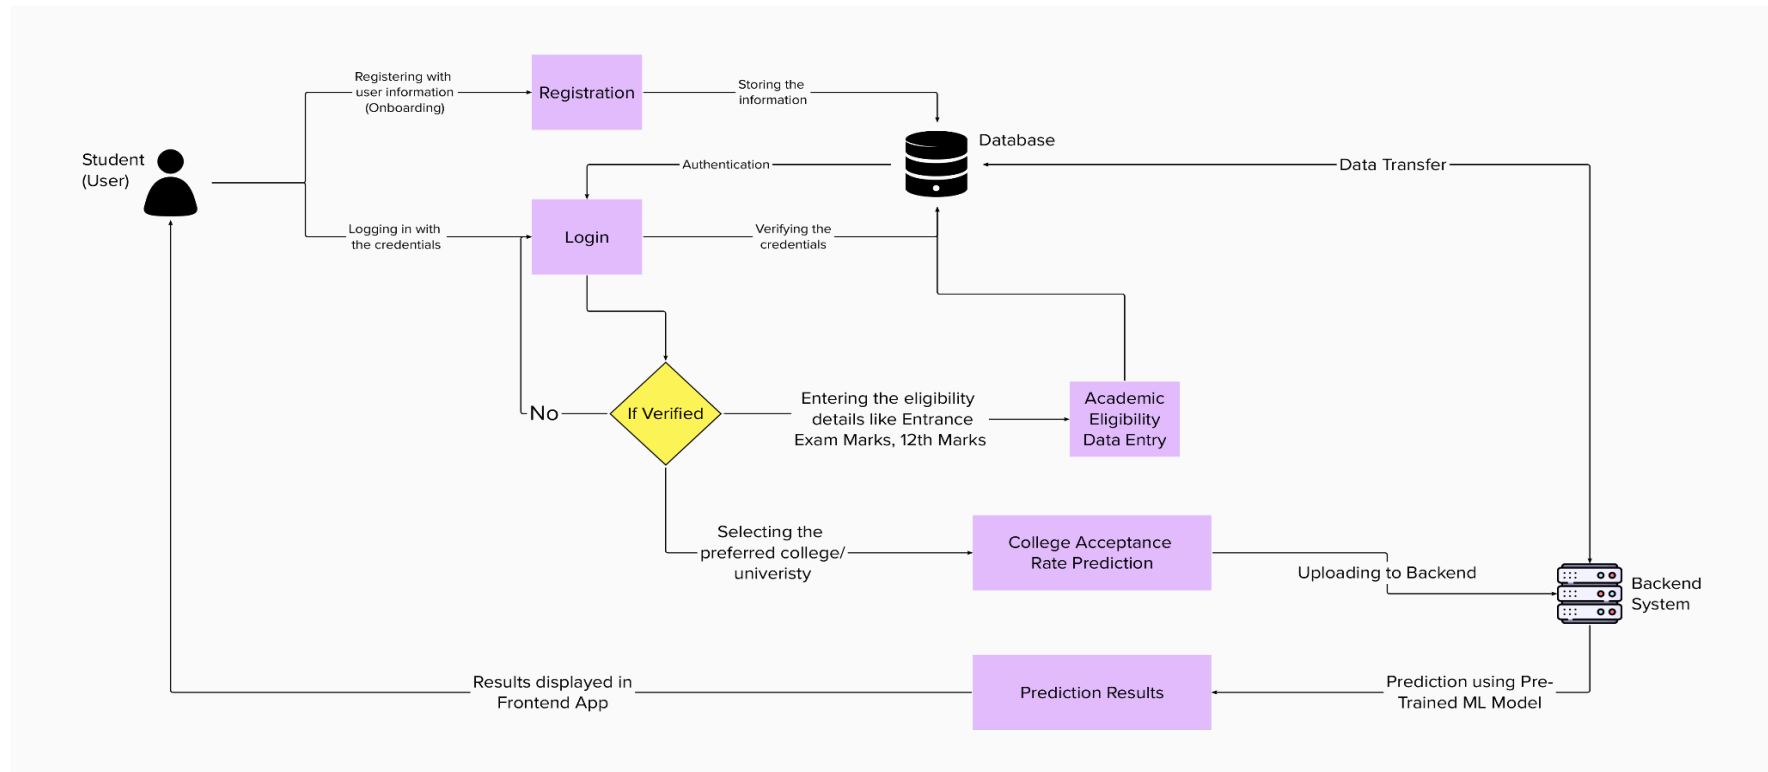 Registering with
user information
(Onboarding)
Registration
Storing the
information
Student
(User)
Database
Authentication
Data Transfer
Logging in with
the credentials
Login
Verifying the
credentials
No
If Verified
Entering the eligibility
details like Entrance
Exam Marks, 12th Marks
Academic
Eligibility
Data Entry
Selecting the
preferred college/
univeristy
College Acceptance
Rate Prediction
Uploading to Backend
Backend
System
Results displayed in
Frontend App
Prediction Results
Prediction using Pre-
Trained ML Model